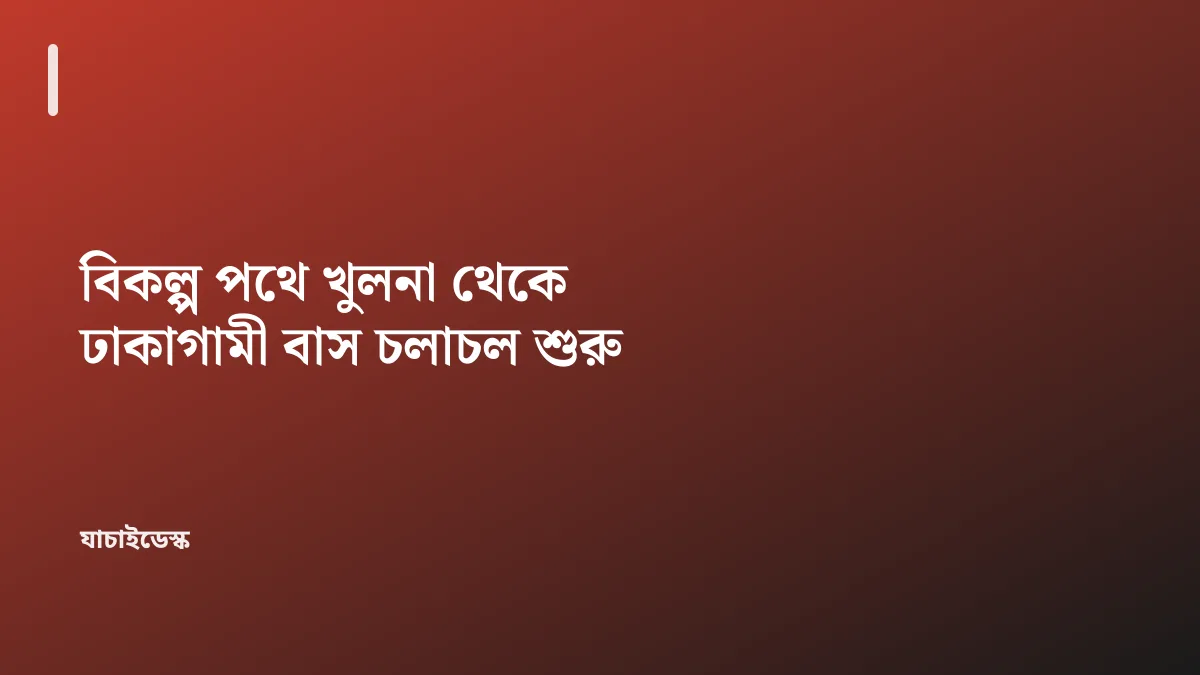 বিকল্প পথে খুলনা থেকে
ঢাকাগামী বাস চলাচল শুরু
যাচাইডেস্ক